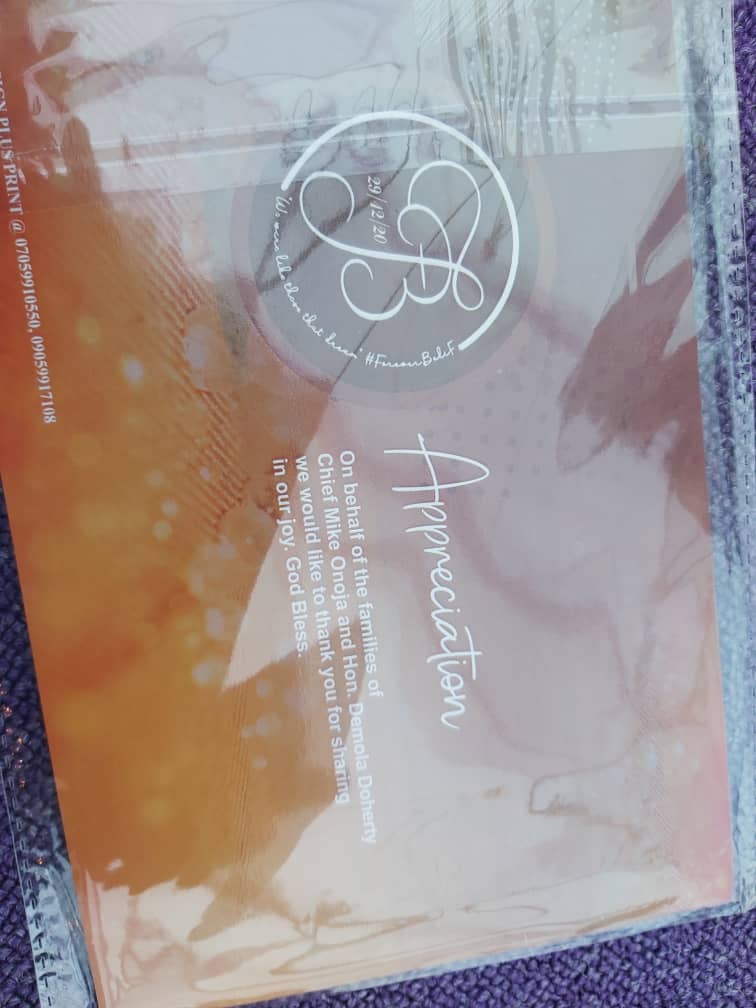 29/12/20
#ForeverBeliF
Appreciation
On behalf of the families of
Chief Mike Onoja and Hon. Demola Doherty
we would like to thank you for sharing
in our joy. God Bless.
PLUS PRINT @ 07059910550, 09059917108